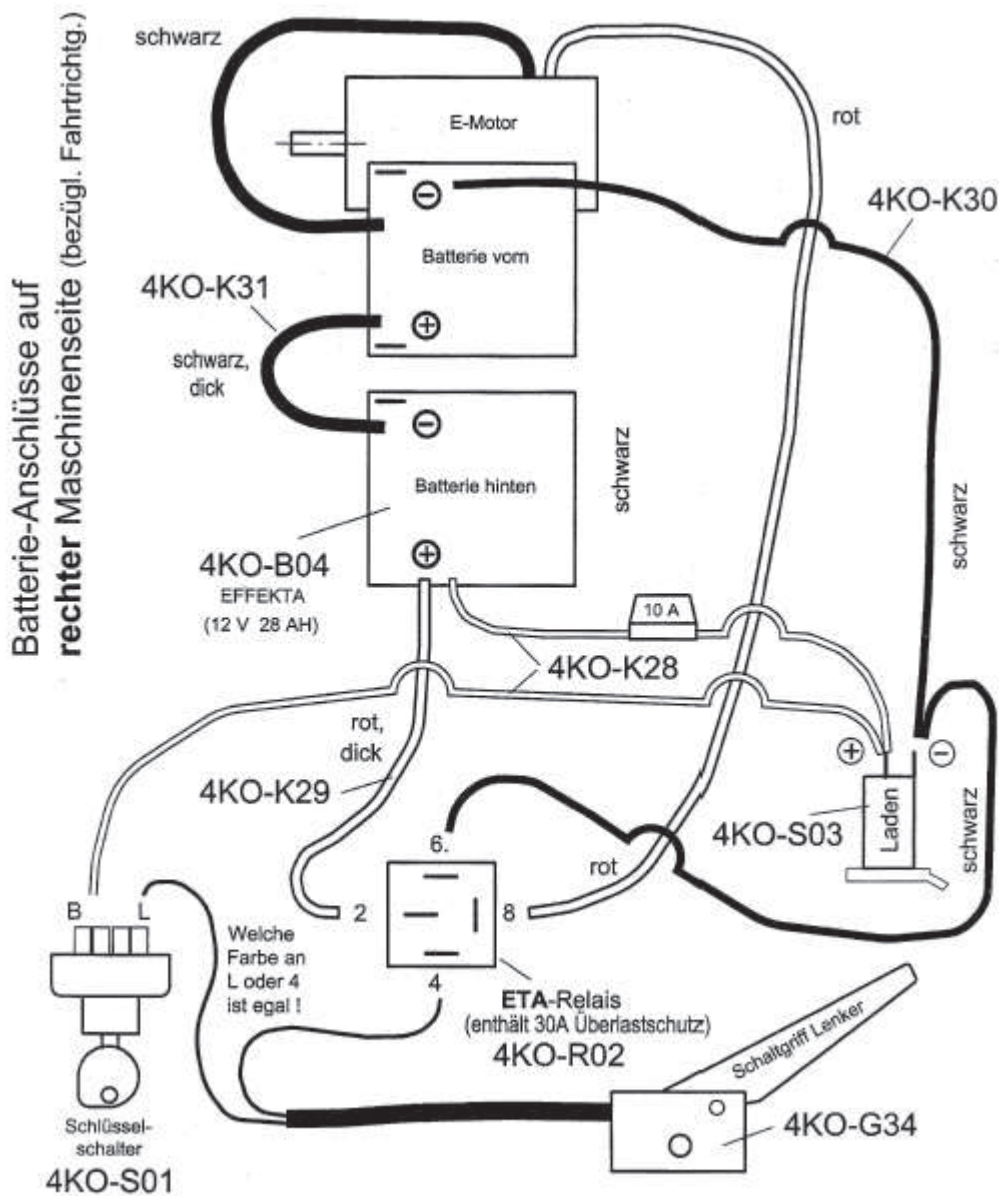 Batterie-Anschlüsse auf
rechter Maschinenseite (bezügl. Fahrtrichtg.)
schwarz
E-Motor
rot
4KO-K30
Batterie vorn
4KO-K31
schwarz,
dick
Batterie hinten
schwarz
schwarz
4KO-B04
EFFEKTA
(12 V 28 AH)
10 A
4KO-K28
rot,
dick
4KO-K29
4KO-S03
Laden
schwarz
6.
rot
2
8
4
B
L
Welche
Farbe an
L oder 4
ist egal !
ETA-Relais
(enthält 30A Überlastschutz)
4KO-R02
Schaltgriff Lenker
4KO-G34
Schlüssel-
schalter
4KO-S01